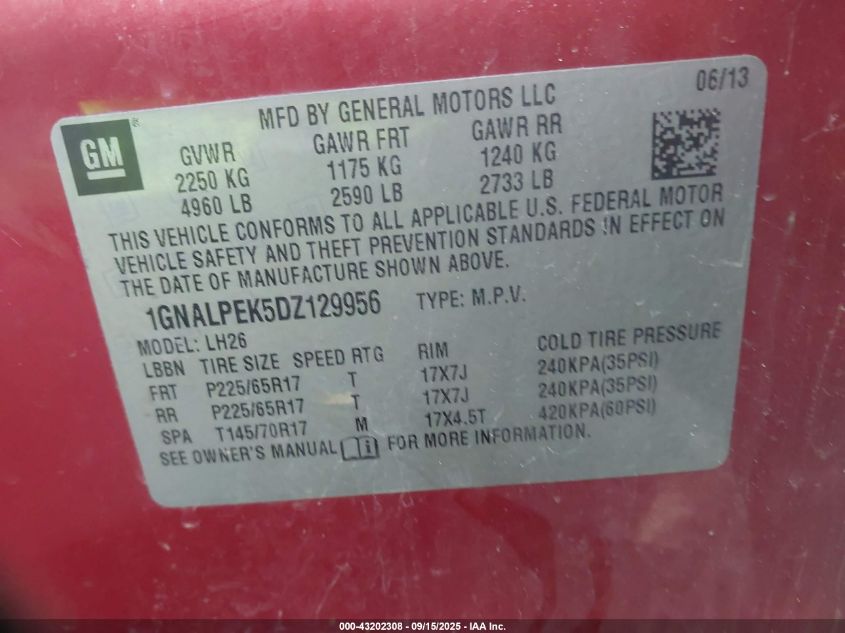 06/13
MFD BY GENERAL MOTORS LLC
GM
GVWR GAWR FRT GAWR RR
2250 KG 1175 KG 1240 KG
4960 LB 2590 LB 2733 LB
THIS VEHICLE CONFORMS TO ALL APPLICABLE U.S. FEDERAL MOTOR
VEHICLE SAFETY AND THEFT PREVENTION STANDARDS IN EFFECT ON
THE DATE OF MANUFACTURE SHOWN ABOVE.
1GNALPEK5DZ129956 TYPE: M.P.V.
MODEL: LH26
LBBN TIRE SIZE SPEED RTG RIM COLD TIRE PRESSURE
FRT P225/65R17 T 17X7J 240KPA(35PSI)
RR P225/65R17 T 17X7J 240KPA(35PSI)
SPA T145/70R17 M 17X4.5T 420KPA(60PSI)
SEE OWNER'S MANUAL FOR MORE INFORMATION.
000-43202308 - 09/15/2025 - IAA Inc.